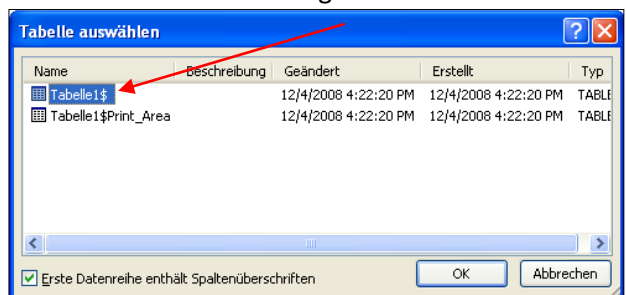 Tabelle auswählen
Name Beschreibung Geändert Erstellt Typ
Tabelle1$ 12/4/2008 4:22:20 PM 12/4/2008 4:22:20 PM TABLE
Tabelle1$Print_Area 12/4/2008 4:22:20 PM 12/4/2008 4:22:20 PM TABLE
Erste Datenreihe enthält Spaltenüberschriften OK Abbrechen